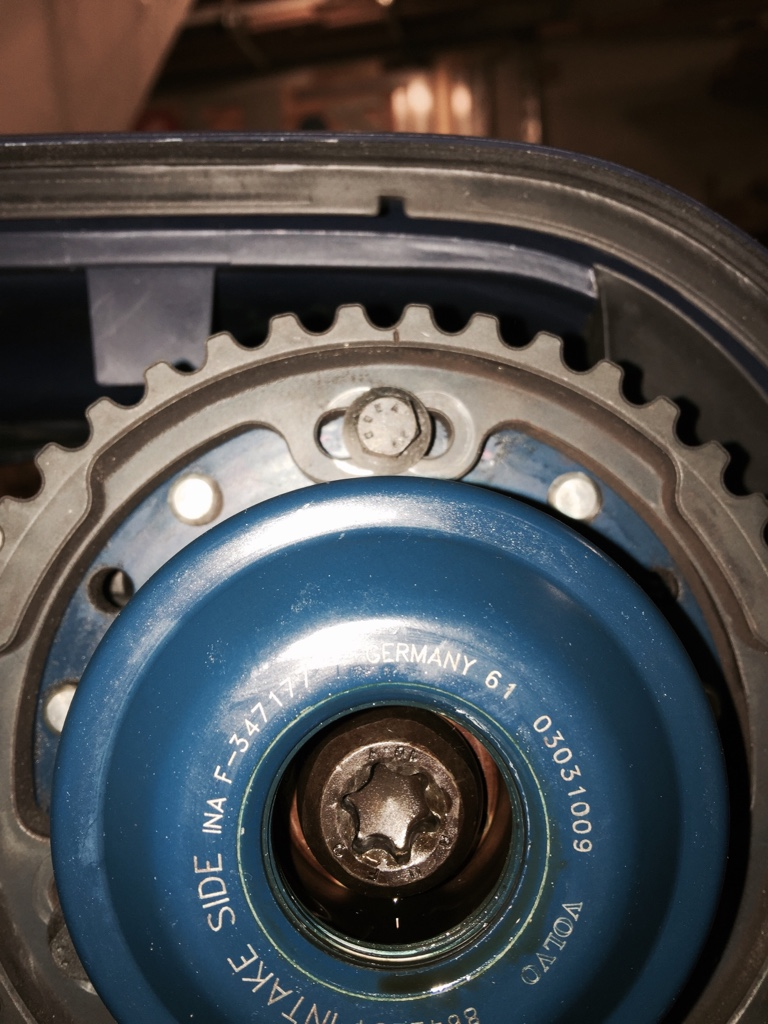 INTAKE SIDE
INA F-347177
GERMANY 61
03031009
VOLVO